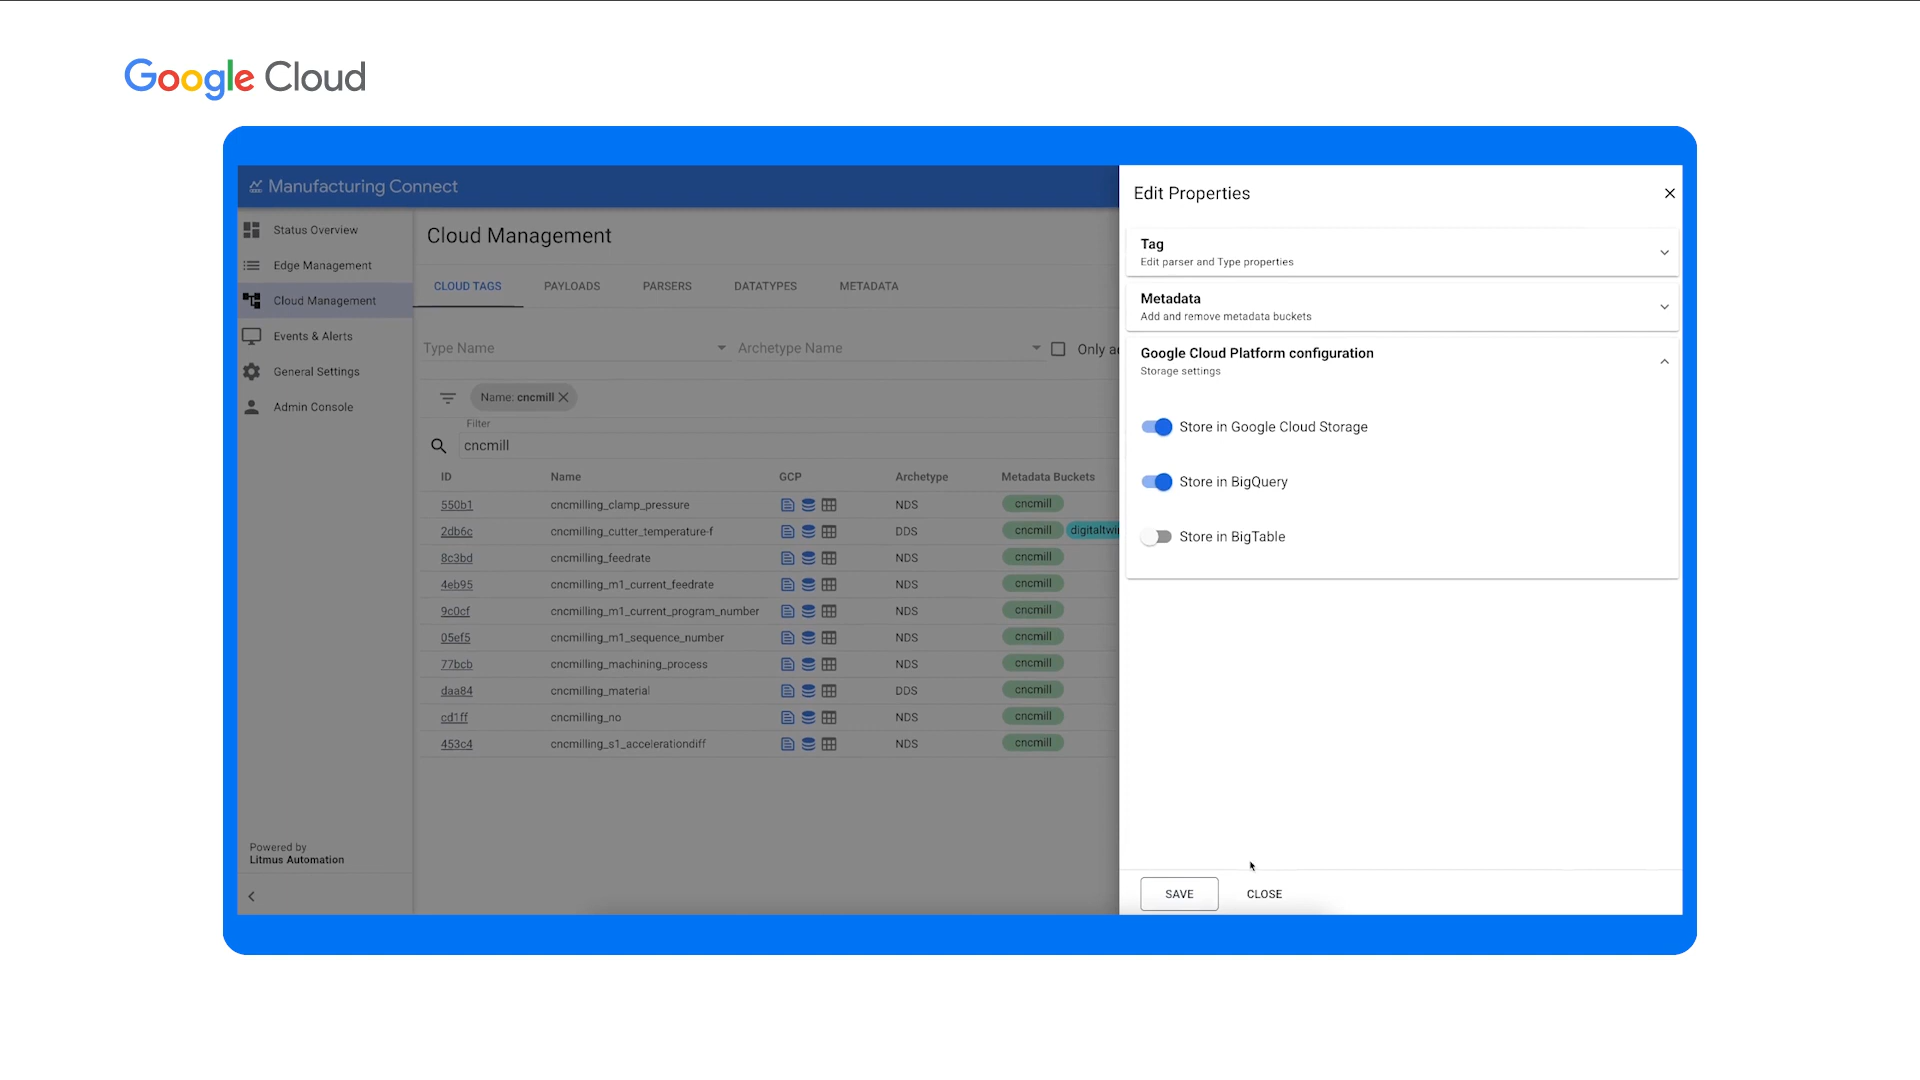 Google Cloud
Manufacturing Connect
Status Overview
Edge Management
Cloud Management
Events & Alerts
General Settings
Admin Console
Powered by
Litmus Automation
Cloud Management
CLOUD TAGS PAYLOADS PARSERS DATATYPES METADATA
Type Name Archetype Name Only a
Name: cncmill
Filter
cncmill
ID Name GCP Archetype Metadata Buckets
550b1 cncmilling_clamp_pressure NDS cncmill
2db6c cncmilling_cutter_temperature-f DDS cncmill digitaltwi
8c3bd cncmilling_feedrate NDS cncmill
4eb95 cncmilling_m1_current_feedrate NDS cncmill
9c0cf cncmilling_m1_current_program_number NDS cncmill
05ef5 cncmilling_m1_sequence_number NDS cncmill
77bcb cncmilling_machining_process NDS cncmill
daa84 cncmilling_material DDS cncmill
cd1ff cncmilling_no NDS cncmill
453c4 cncmilling_s1_accelerationdiff NDS cncmill
Edit Properties
Tag
Edit parser and Type properties
Metadata
Add and remove metadata buckets
Google Cloud Platform configuration
Storage settings
Store in Google Cloud Storage
Store in BigQuery
Store in BigTable
SAVE CLOSE